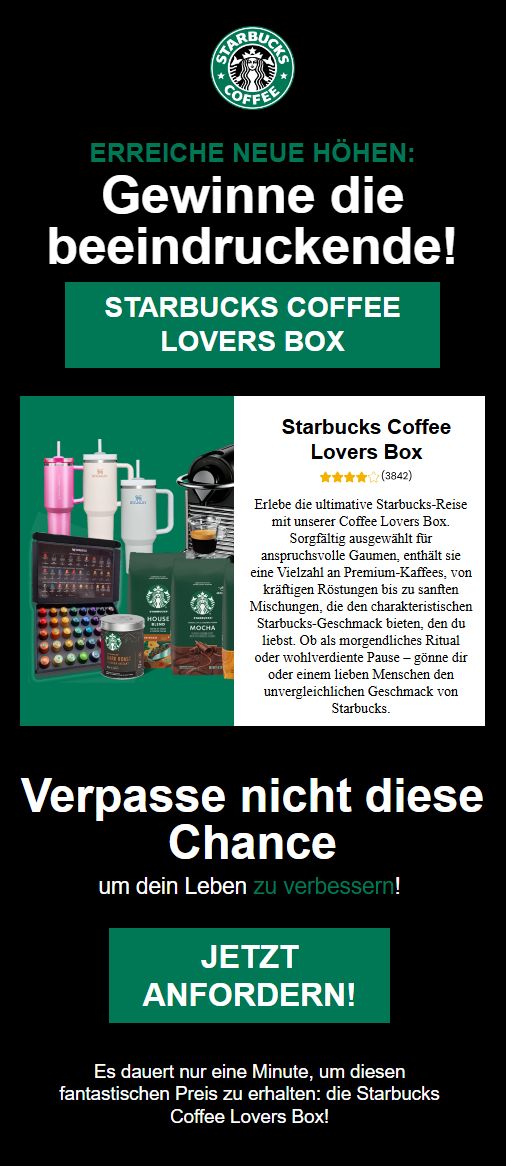 STARBUCKS
COFFEE
ERREICHE NEUE HÖHEN:
Gewinne die
beeindruckende!
STARBUCKS COFFEE
LOVERS BOX
Starbucks Coffee
Lovers Box
(3842)
Erlebe die ultimative Starbucks-Reise
mit unserer Coffee Lovers Box.
Sorgfältig ausgewählt für
anspruchsvolle Gaumen, enthält sie
eine Vielzahl an Premium-Kaffees, von
kräftigen Röstungen bis zu sanften
Mischungen, die den charakteristischen
Starbucks-Geschmack bieten, den du
liebst. Ob als morgendliches Ritual
oder wohlverdiente Pause – gönne dir
oder einem lieben Menschen den
unvergleichlichen Geschmack von
Starbucks.
HOUSE
BLEND
MOCHA
Verpasse nicht diese
Chance
um dein Leben zu verbessern!
JETZT
ANFORDERN!
Es dauert nur eine Minute, um diesen
fantastischen Preis zu erhalten: die Starbucks
Coffee Lovers Box!